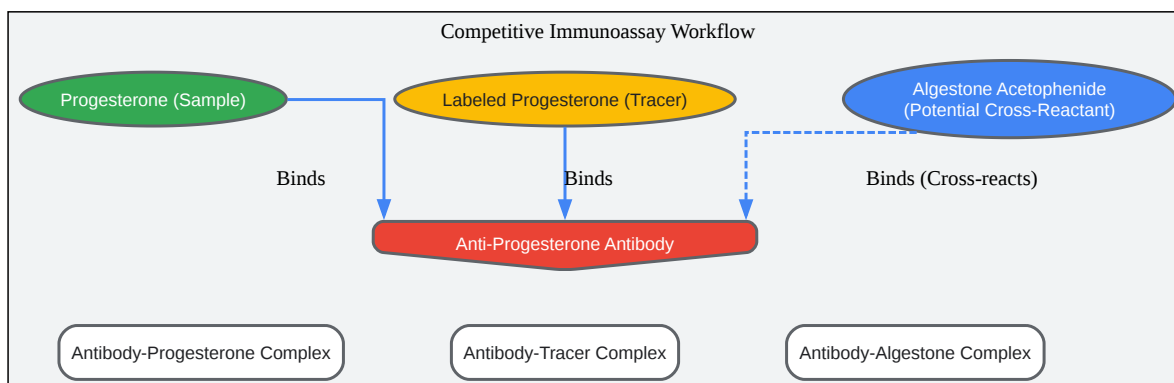 Competitive Immunoassay Workflow
Progesterone (Sample)
Labeled Progesterone (Tracer)
Algestone Acetophenide
(Potential Cross-Reactant)
Binds
Binds
Binds (Cross-reacts)
Anti-Progesterone Antibody
Antibody-Progesterone Complex
Antibody-Tracer Complex
Antibody-Algestone Complex